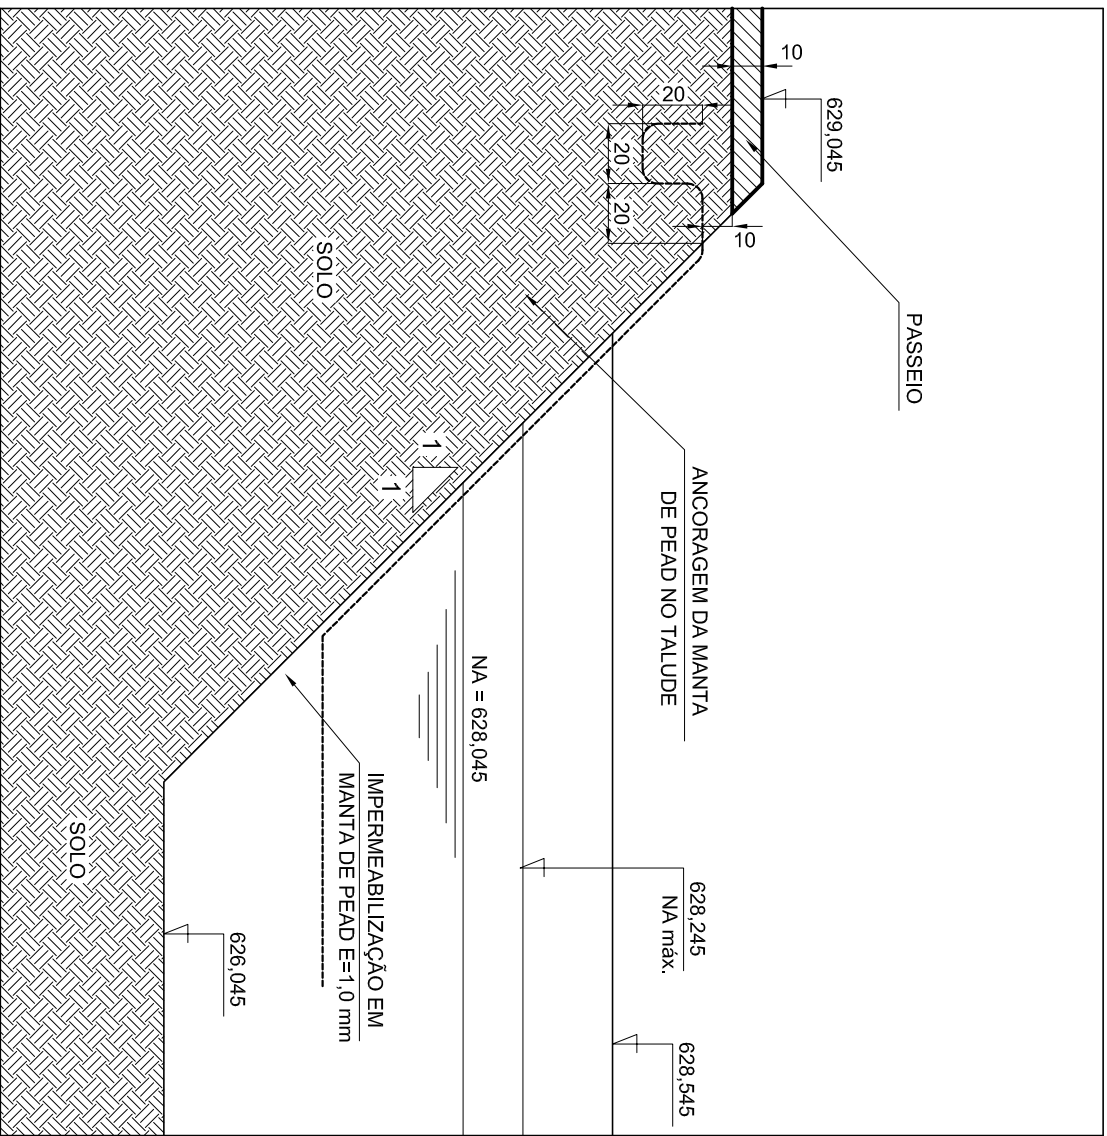 10
629,045
20
20
20
10
PASSEIO
SOLO
ANCORAGEM DA MANTA
DE PEAD NO TALUDE
1
1
NA = 628,045
628,245
NA máx.
628,545
IMPERMEABILIZAÇÃO EM
MANTA DE PEAD E=1,0 mm
626,045
SOLO